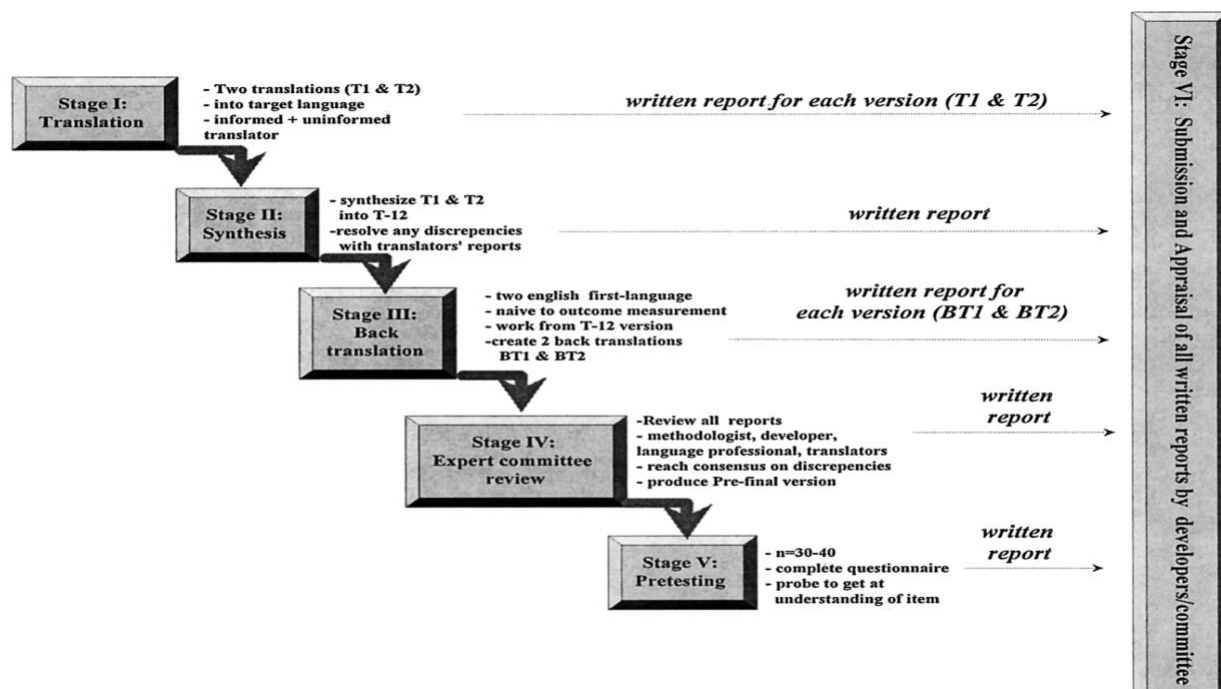 Stage I:
Translation
- Two translations (T1 & T2)
- into target language
- informed + uninformed
translator
written report for each version (T1 & T2)
Stage II:
Synthesis
- synthesize T1 & T2
into T-12
-resolve any discrepencies
with translators' reports
written report
Stage III:
Back
translation
- two english first-language
- naive to outcome measurement
- work from T-12 version
-create 2 back translations
BT1 & BT2
written report for
each version (BT1 & BT2)
Stage IV:
Expert committee
review
-Review all reports
- methodologist, developer,
language professional, translators
- reach consensus on discrepencies
- produce Pre-final version
written
report
Stage V:
Pretesting
- n=30-40
- complete questionnaire
- probe to get at
understanding of item
written
report
Stage VI: Submission and Appraisal of all written reports by developers/committee